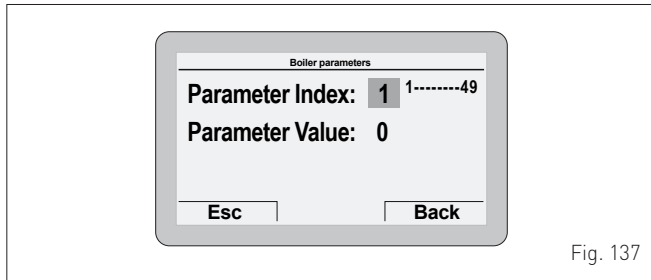 Boiler parameters
Parameter Index: 1 1--------49
Parameter Value: 0
Esc Back
Fig. 137